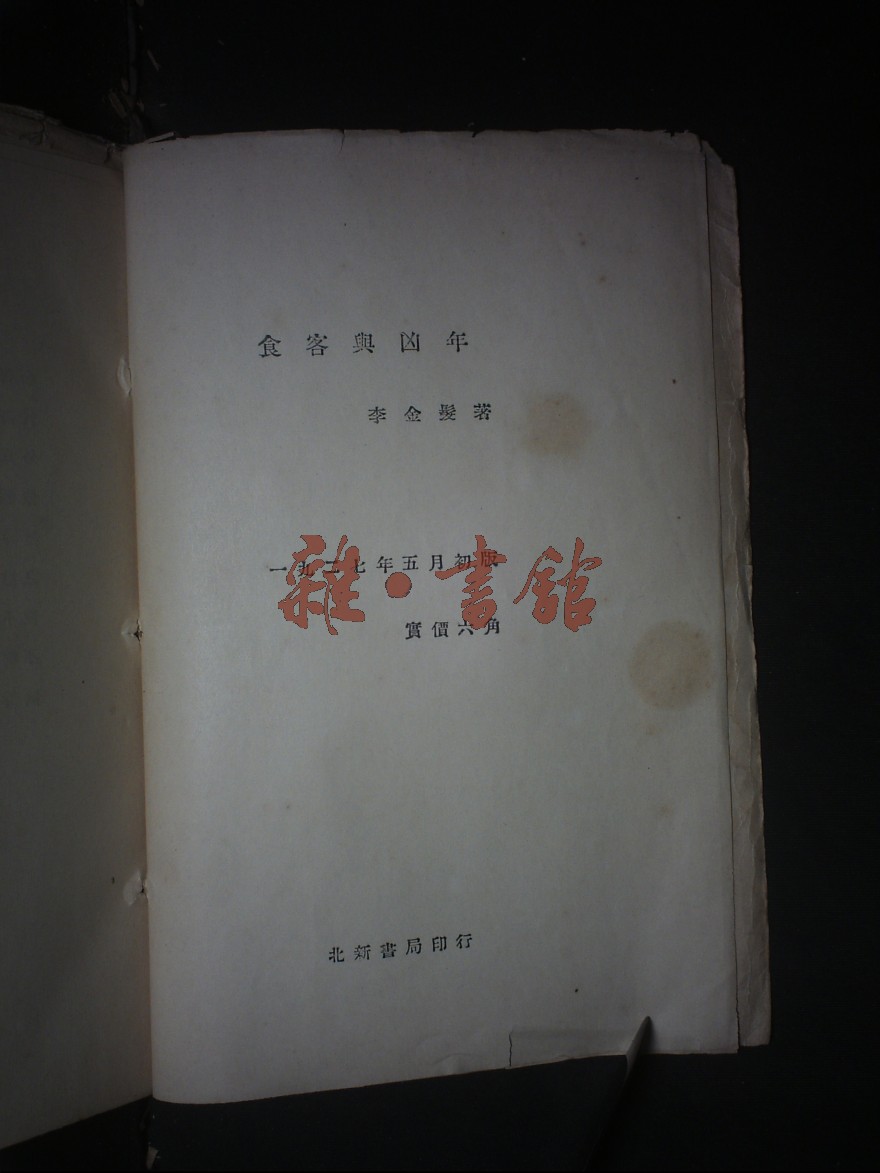 食客與凶年
李金髮著
一九二七年五月初版
雜·書館
實價六角
北新書局印行